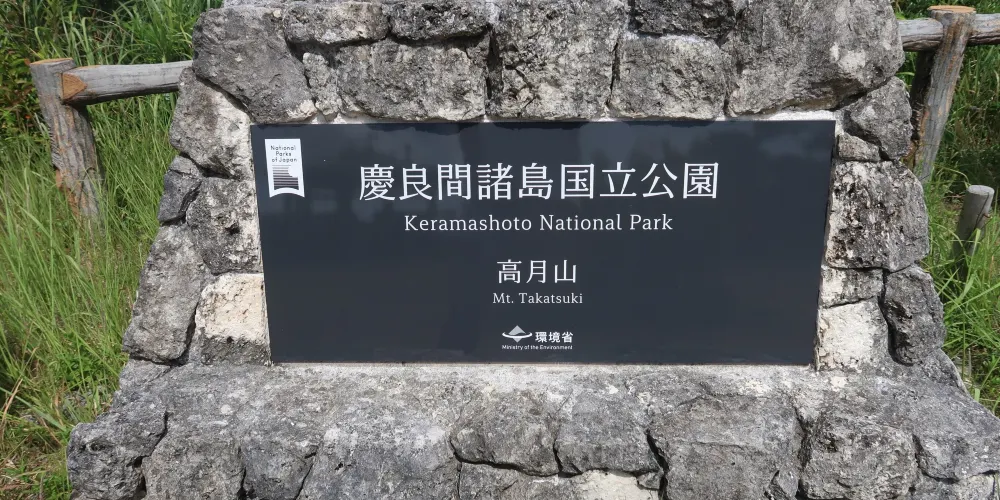 National
Parks
of Japan
慶良間諸島国立公園
Keramashoto National Park
高月山
Mt. Takatsuki
環境省
Ministry of the Environment